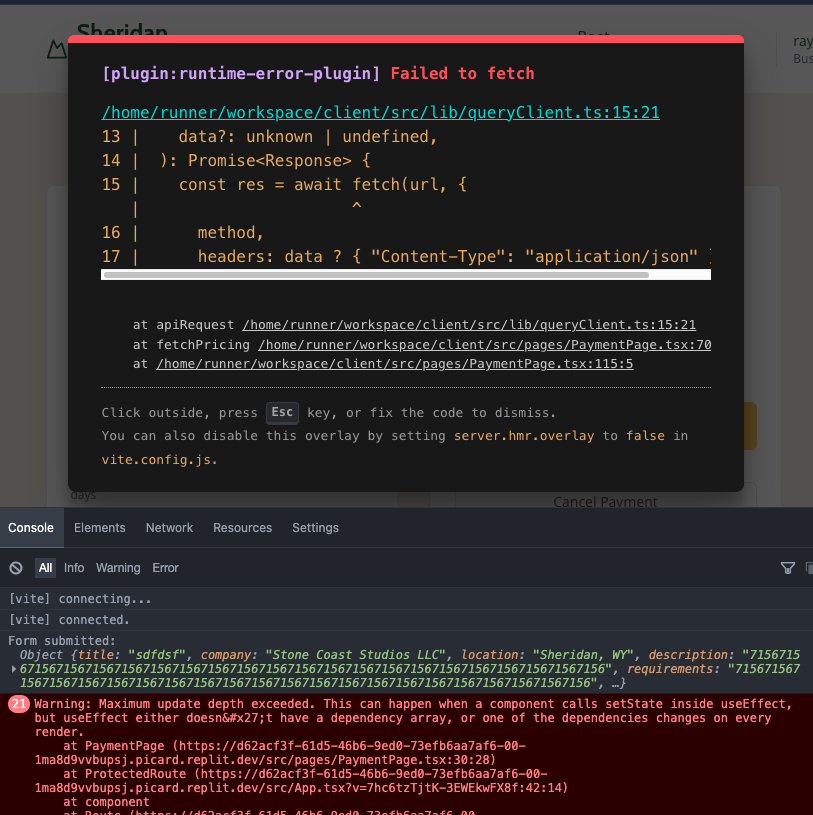 Sheridan
Post
ray
Bus
[plugin:runtime-error-plugin] Failed to fetch
/home/runner/workspace/client/src/lib/queryClient.ts:15:21
13 |    data?: unknown | undefined,
14 |  ): Promise<Response> {
15 |    const res = await fetch(url, {
   |                      ^
16 |      method,
17 |      headers: data ? { "Content-Type": "application/json" }
at apiRequest /home/runner/workspace/client/src/lib/queryClient.ts:15:21
at fetchPricing /home/runner/workspace/client/src/pages/PaymentPage.tsx:70
at /home/runner/workspace/client/src/pages/PaymentPage.tsx:115:5
Click outside, press Esc key, or fix the code to dismiss.
You can also disable this overlay by setting server.hmr.overlay to false in
vite.config.js.
days
Cancel Payment
Console Elements Network Resources Settings
All Info Warning Error
[vite] connecting...
[vite] connected.
Form submitted:
Object {title: "sdfdsf", company: "Stone Coast Studios LLC", location: "Sheridan, WY", description: "7156715
671567156715671567156715671567156715671567156715671567156715671567156715671567156", requirements: "71567156
71567156715671567156715671567156715671567156715671567156715671567156715671567156", …}
21 Warning: Maximum update depth exceeded. This can happen when a component calls setState inside useEffect,
but useEffect either doesn&#x27;t have a dependency array, or one of the dependencies changes on every
render.
at PaymentPage (https://d62acf3f-61d5-46b6-9ed0-73efb6aa7af6-00-
1ma8d9vvbupsj.picard.replit.dev/src/pages/PaymentPage.tsx:30:28)
at ProtectedRoute (https://d62acf3f-61d5-46b6-9ed0-73efb6aa7af6-00-
1ma8d9vvbupsj.picard.replit.dev/src/App.tsx?v=7hc6tzTjtK-3EWEkwFX8f:42:14)
at component
at Route (https://d62acf3f-61d5-46b6-9ed0-73efb6aa7af6-00-